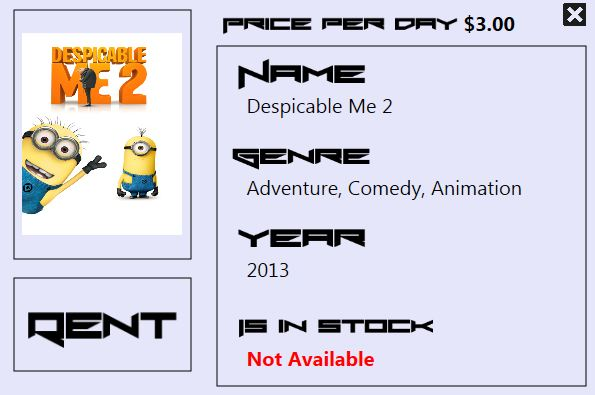 DESPICABLE
ME 2
RENT
PRICE PER DAY $3.00
NAME
Despicable Me 2
GENRE
Adventure, Comedy, Animation
YEAR
2013
IS IN STOCK
Not Available